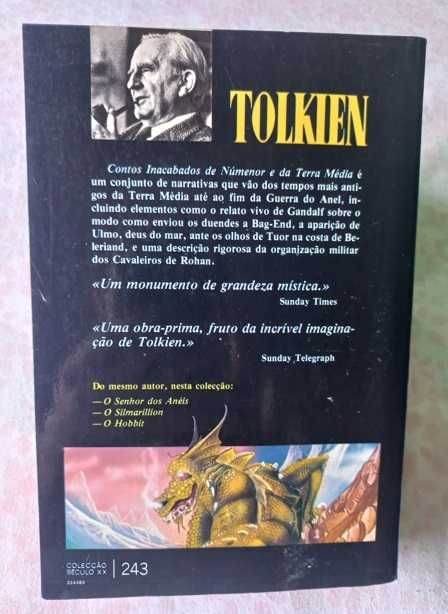 TOLKIEN
Contos Inacabados de Númenor e da Terra Média é
um conjunto de narrativas que vão dos tempos mais anti-
gos da Terra Média até ao fim da Guerra do Anel, in-
cluindo elementos como o relato vivo de Gandalf sobre o
modo como enviou os duendes a Bag-End, a aparição de
Ulmo, deus do mar, ante os olhos de Tuor na costa de Be-
leriand, e uma descrição rigorosa da organização militar
dos Cavaleiros de Rohan.
«Um monumento de grandeza mística.»
Sunday Times
«Uma obra-prima, fruto da incrível imagina-
ção de Tolkien.»
Sunday Telegraph
Do mesmo autor, nesta colecção:
— O Senhor dos Anéis
— O Silmarillion
— O Hobbit
COLECÇÃO
SÉCULO XX | 243